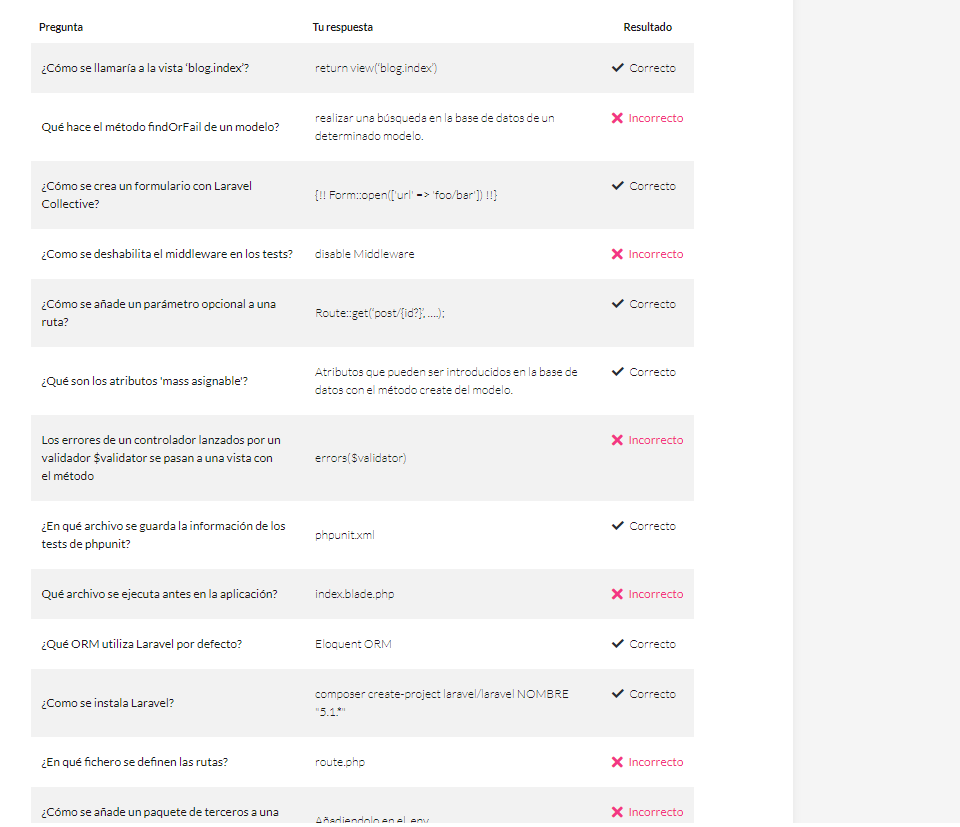 Pregunta Tu respuesta Resultado
¿Cómo se llamaría a la vista ‘blog.index’? return view(‘blog.index’) Correcto
Qué hace el método findOrFail de un modelo? realizar una búsqueda en la base de datos de un determinado modelo. Incorrecto
¿Cómo se crea un formulario con Laravel
Collective?
{!! Form::open(['url' => 'foo/bar']) !!}
Correcto
¿Como se deshabilita el middleware en los tests? disable Middleware Incorrecto
¿Cómo se añade un parámetro opcional a una
ruta?
Route::get(‘post/{id?}’, ....);
Correcto
¿Qué son los atributos 'mass asignable'?
Atributos que pueden ser introducidos en la base de
datos con el método create del modelo.
Correcto
Los errores de un controlador lanzados por un
validador $validator se pasan a una vista con
el método
errors($validator)
Incorrecto
¿En qué archivo se guarda la información de los
tests de phpunit?
phpunit.xml
Correcto
Qué archivo se ejecuta antes en la aplicación? index.blade.php Incorrecto
¿Qué ORM utiliza Laravel por defecto? Eloquent ORM Correcto
¿Como se instala Laravel?
composer create-project laravel/laravel NOMBRE
"5.1.*"
Correcto
¿En qué fichero se definen las rutas? route.php Incorrecto
¿Cómo se añade un paquete de terceros a una
Añadiendolo en el .env
Incorrecto